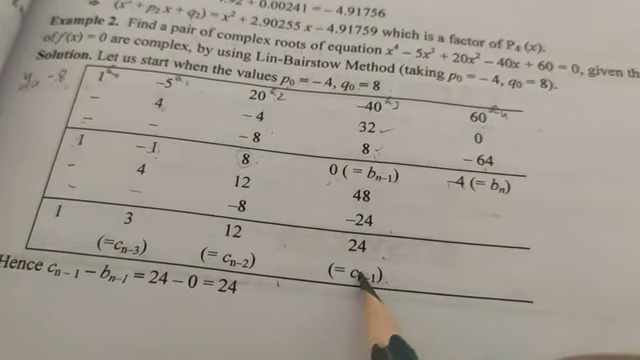 .92 + 0.00241 = – 4.91756
⇒ (x² + p₂x + q₂) = x² + 2.90255 x – 4.91759 which is a factor of P₄ (x).
Example 2. Find a pair of complex roots of equation x⁴ – 5x³ + 20x² – 40x + 60 = 0, given th
of f(x) = 0 are complex, by using Lin-Bairstow Method (taking p₀ = – 4, q₀ = 8).
Solution. Let us start when the values p₀ = – 4, q₀ = 8
-8
1 –5 20 –40 60
– 4 –4 32 0
– – –8 8 –64
1 –1 8 0 (= bₙ₋₁) –4 (= bₙ)
– 4 12 48
– – –8 –24
1 3 12 24
(=cₙ₋₃) (= cₙ₋₂) (= cₙ₋₁)
Hence cₙ₋₁ – bₙ₋₁ = 24 – 0 = 24